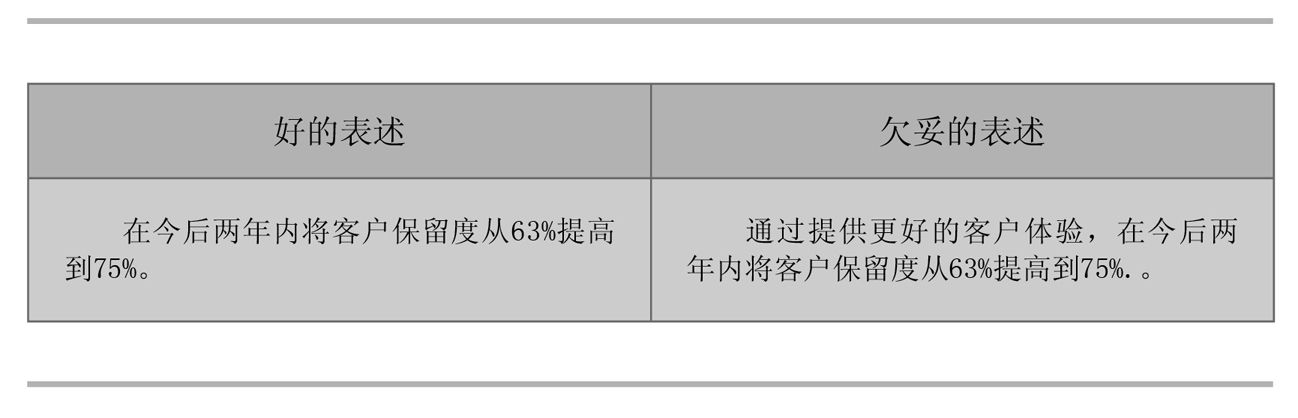 好的表述
欠妥的表述
在今后两年内将客户保留度从63%提高
到75%。
通过提供更好的客户体验，在今后两
年内将客户保留度从63%提高到75%.。